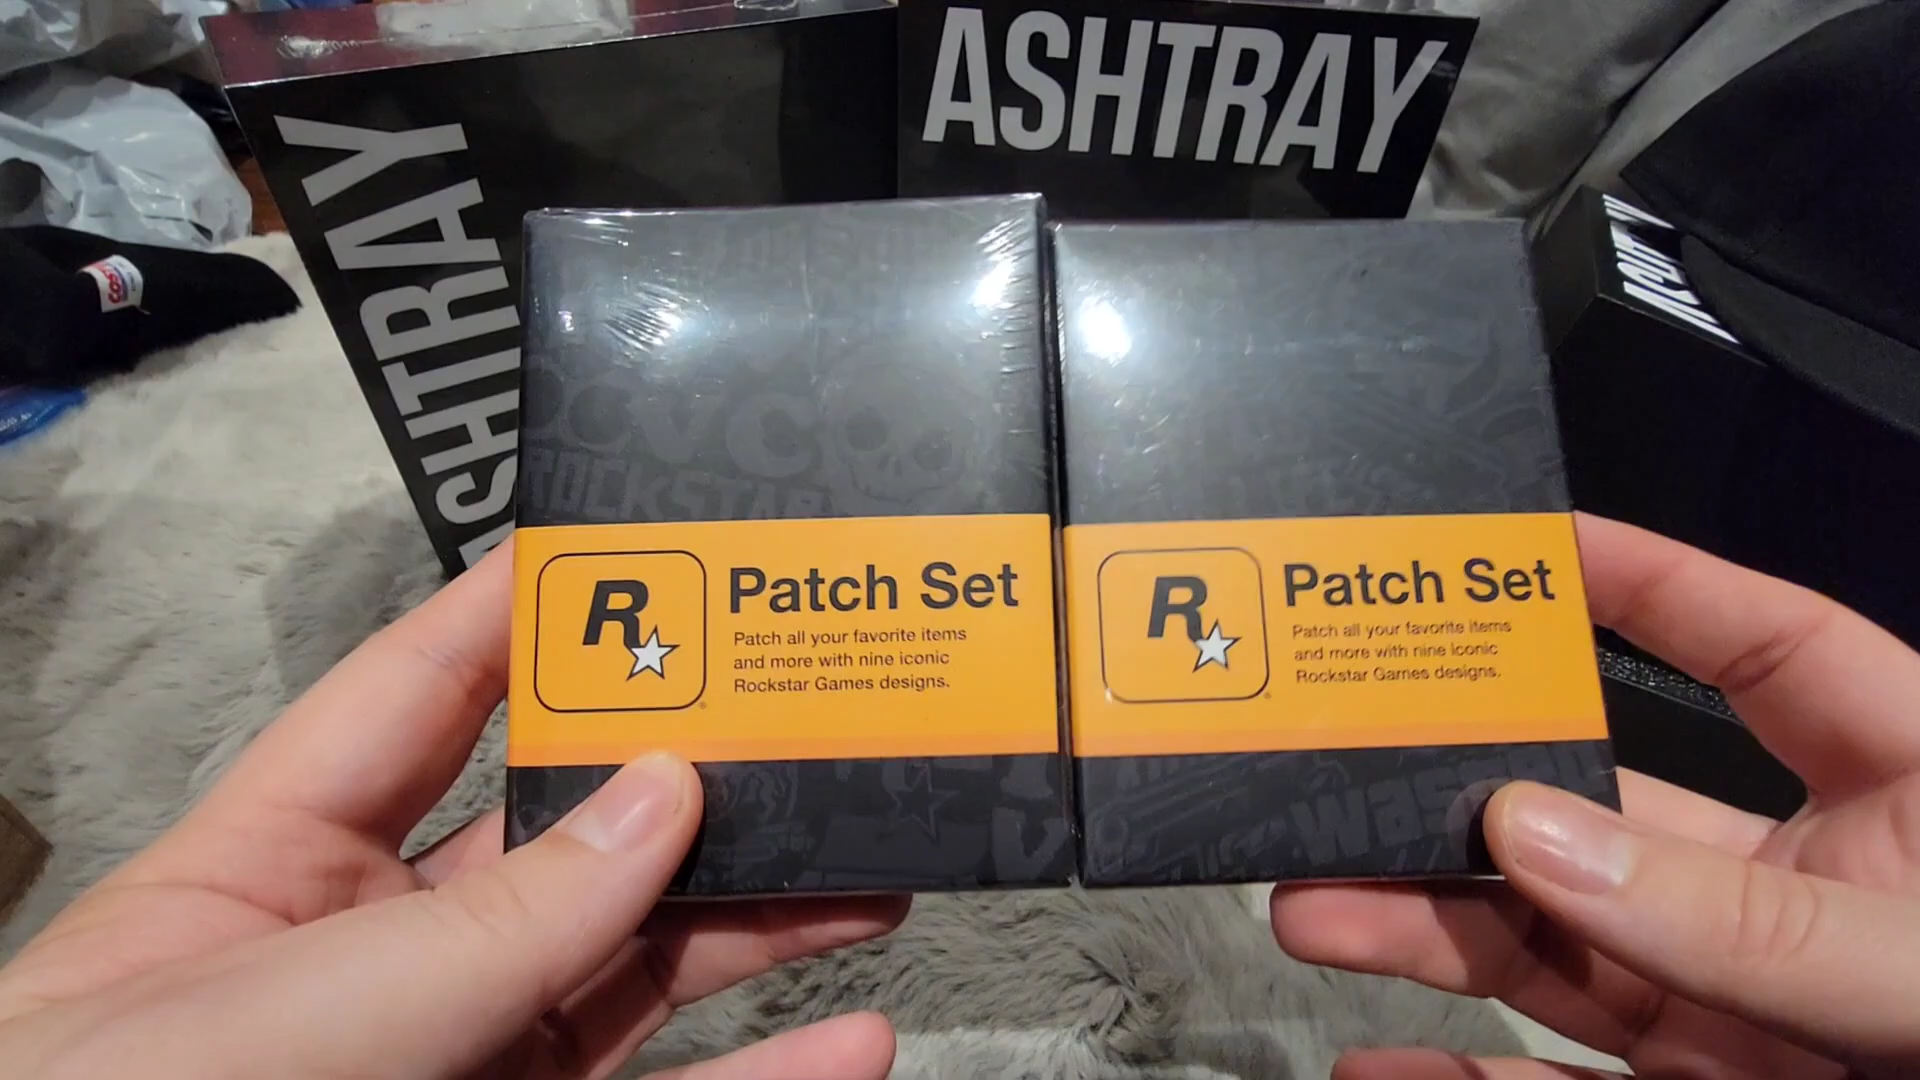 ASHTRAY
ASHTRAY
ROCKSTAR
R
Patch Set
Patch all your favorite items
and more with nine iconic
Rockstar Games designs.
R
Patch Set
Patch all your favorite items
and more with nine iconic
Rockstar Games designs.